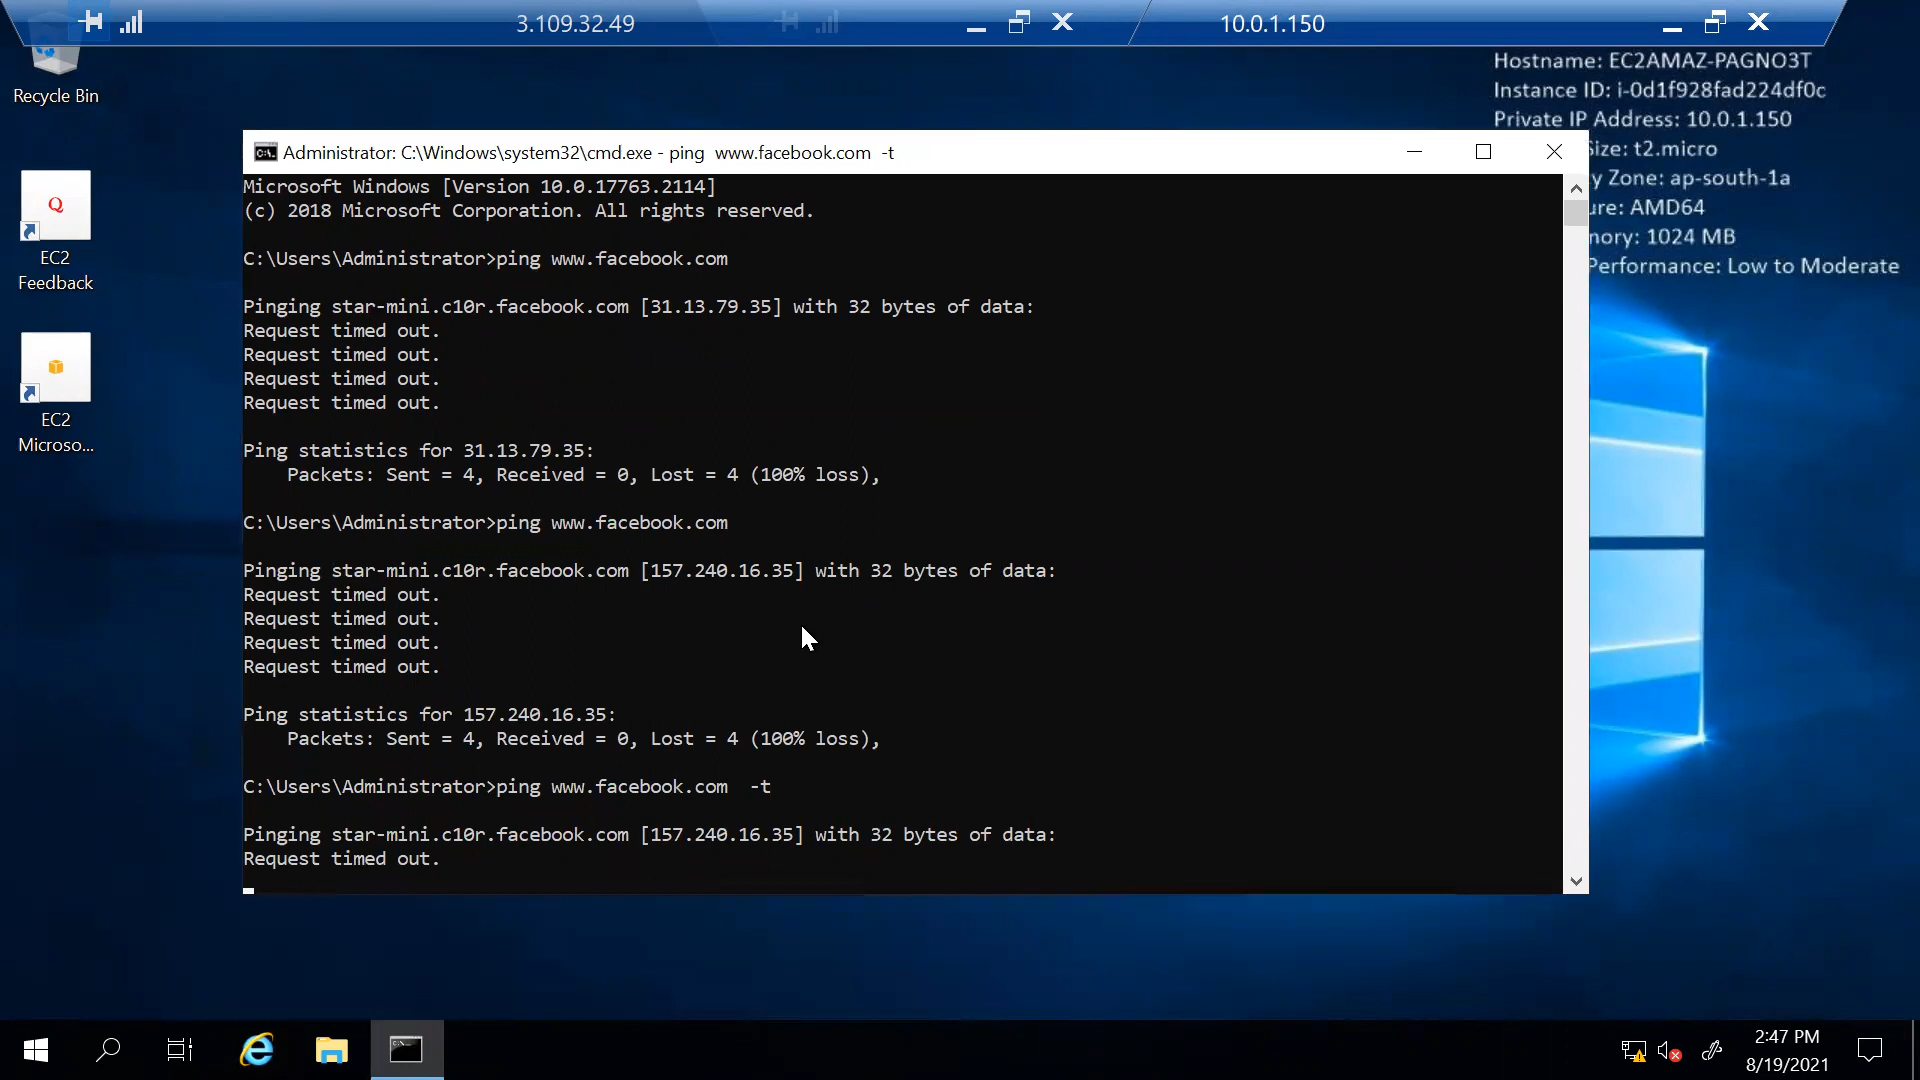 3.109.32.49
10.0.1.150
Hostname: EC2AMAZ-PAGNO3T
Instance ID: i-0d1f928fad224df0c
Private IP Address: 10.0.1.150
Size: t2.micro
y Zone: ap-south-1a
ure: AMD64
nory: 1024 MB
Performance: Low to Moderate
Recycle Bin
EC2
Feedback
EC2
Microso...
Administrator: C:\Windows\system32\cmd.exe - ping  www.facebook.com  -t
Microsoft Windows [Version 10.0.17763.2114]
(c) 2018 Microsoft Corporation. All rights reserved.
C:\Users\Administrator>ping www.facebook.com
Pinging star-mini.c10r.facebook.com [31.13.79.35] with 32 bytes of data:
Request timed out.
Request timed out.
Request timed out.
Request timed out.
Ping statistics for 31.13.79.35:
    Packets: Sent = 4, Received = 0, Lost = 4 (100% loss),
C:\Users\Administrator>ping www.facebook.com
Pinging star-mini.c10r.facebook.com [157.240.16.35] with 32 bytes of data:
Request timed out.
Request timed out.
Request timed out.
Request timed out.
Ping statistics for 157.240.16.35:
    Packets: Sent = 4, Received = 0, Lost = 4 (100% loss),
C:\Users\Administrator>ping www.facebook.com  -t
Pinging star-mini.c10r.facebook.com [157.240.16.35] with 32 bytes of data:
Request timed out.
2:47 PM
8/19/2021